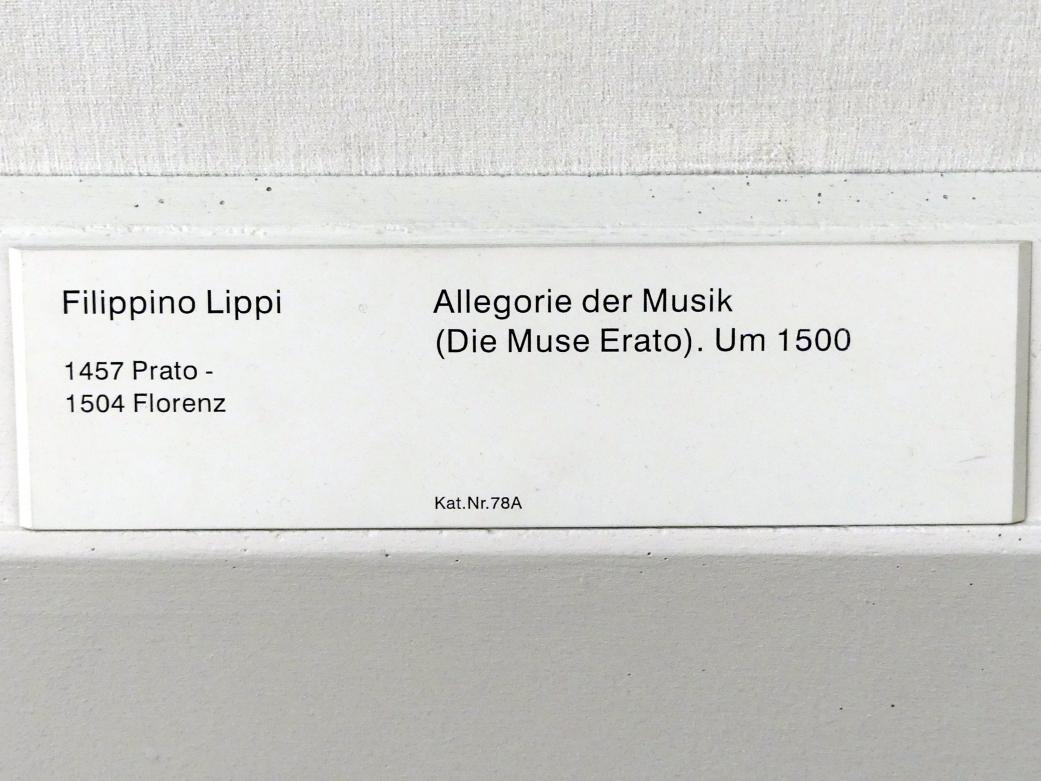 Filippino Lippi
1457 Prato -
1504 Florenz
Allegorie der Musik
(Die Muse Erato). Um 1500
Kat.Nr.78A